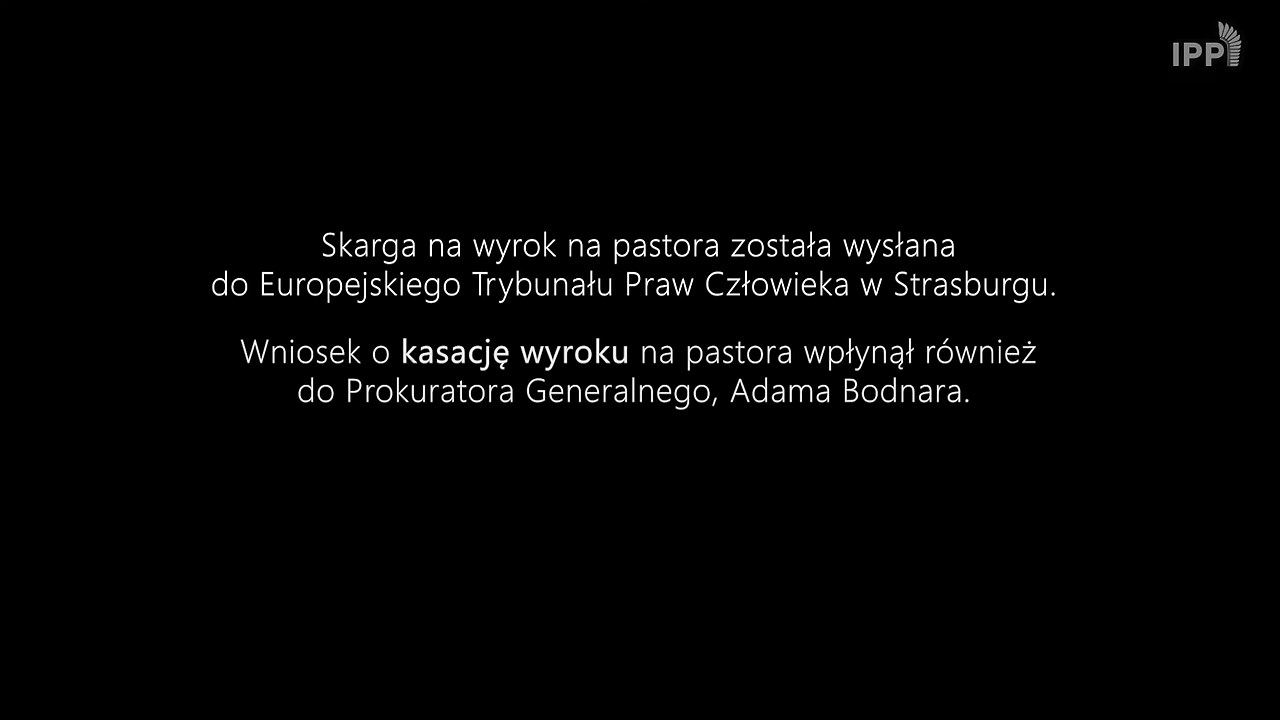 IPP
Skarga na wyrok na pastora została wysłana
do Europejskiego Trybunału Praw Człowieka w Strasburgu.
Wniosek o kasację wyroku na pastora wpłynął również
do Prokuratora Generalnego, Adama Bodnara.